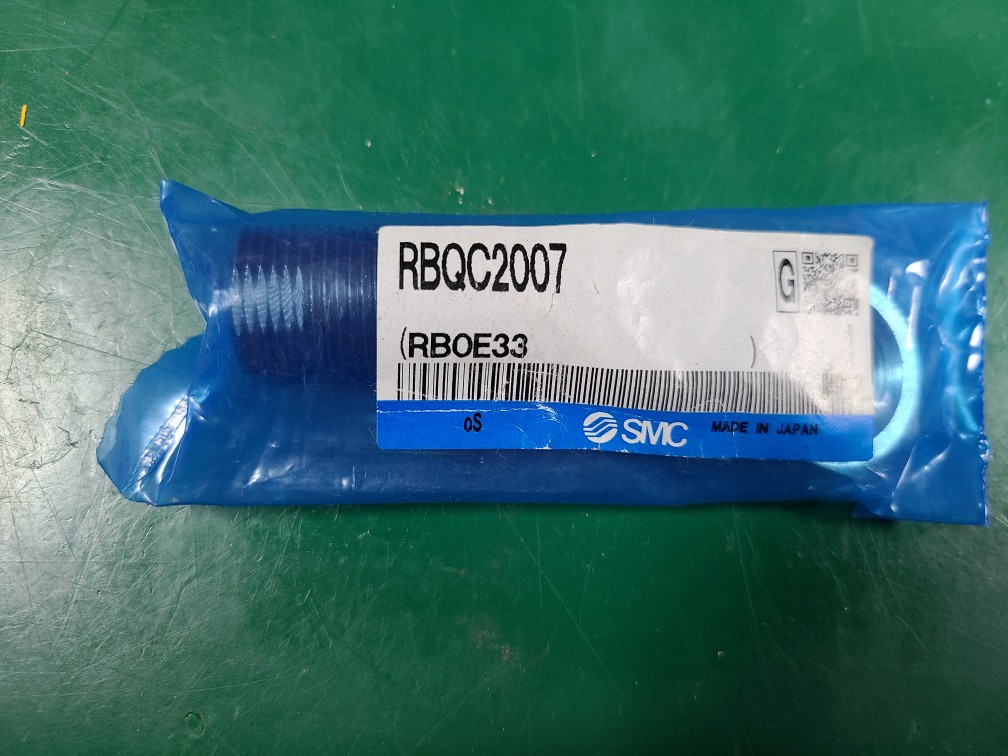 RBQC2007
G
(RBOE33 )
oS SMC MADE IN JAPAN